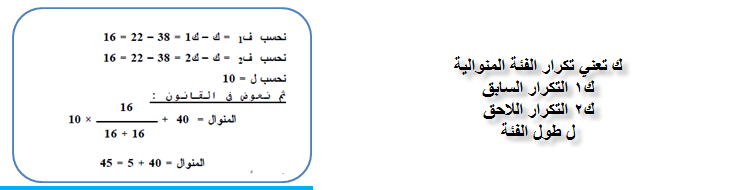 نحسب ف1 = ك – ك1 = 38 – 22 = 16
نحسب ف2 = ك – ك2 = 38 – 22 = 16
نحسب ل = 10
ثم نعوض في القانون :
المنوال = 40 + 16 / (16 + 16) × 10
المنوال = 40 + 5 = 45
ك تعني تكرار الفئة المنوالية
ك١ التكرار السابق
ك٢ التكرار اللاحق
ل طول الفئة